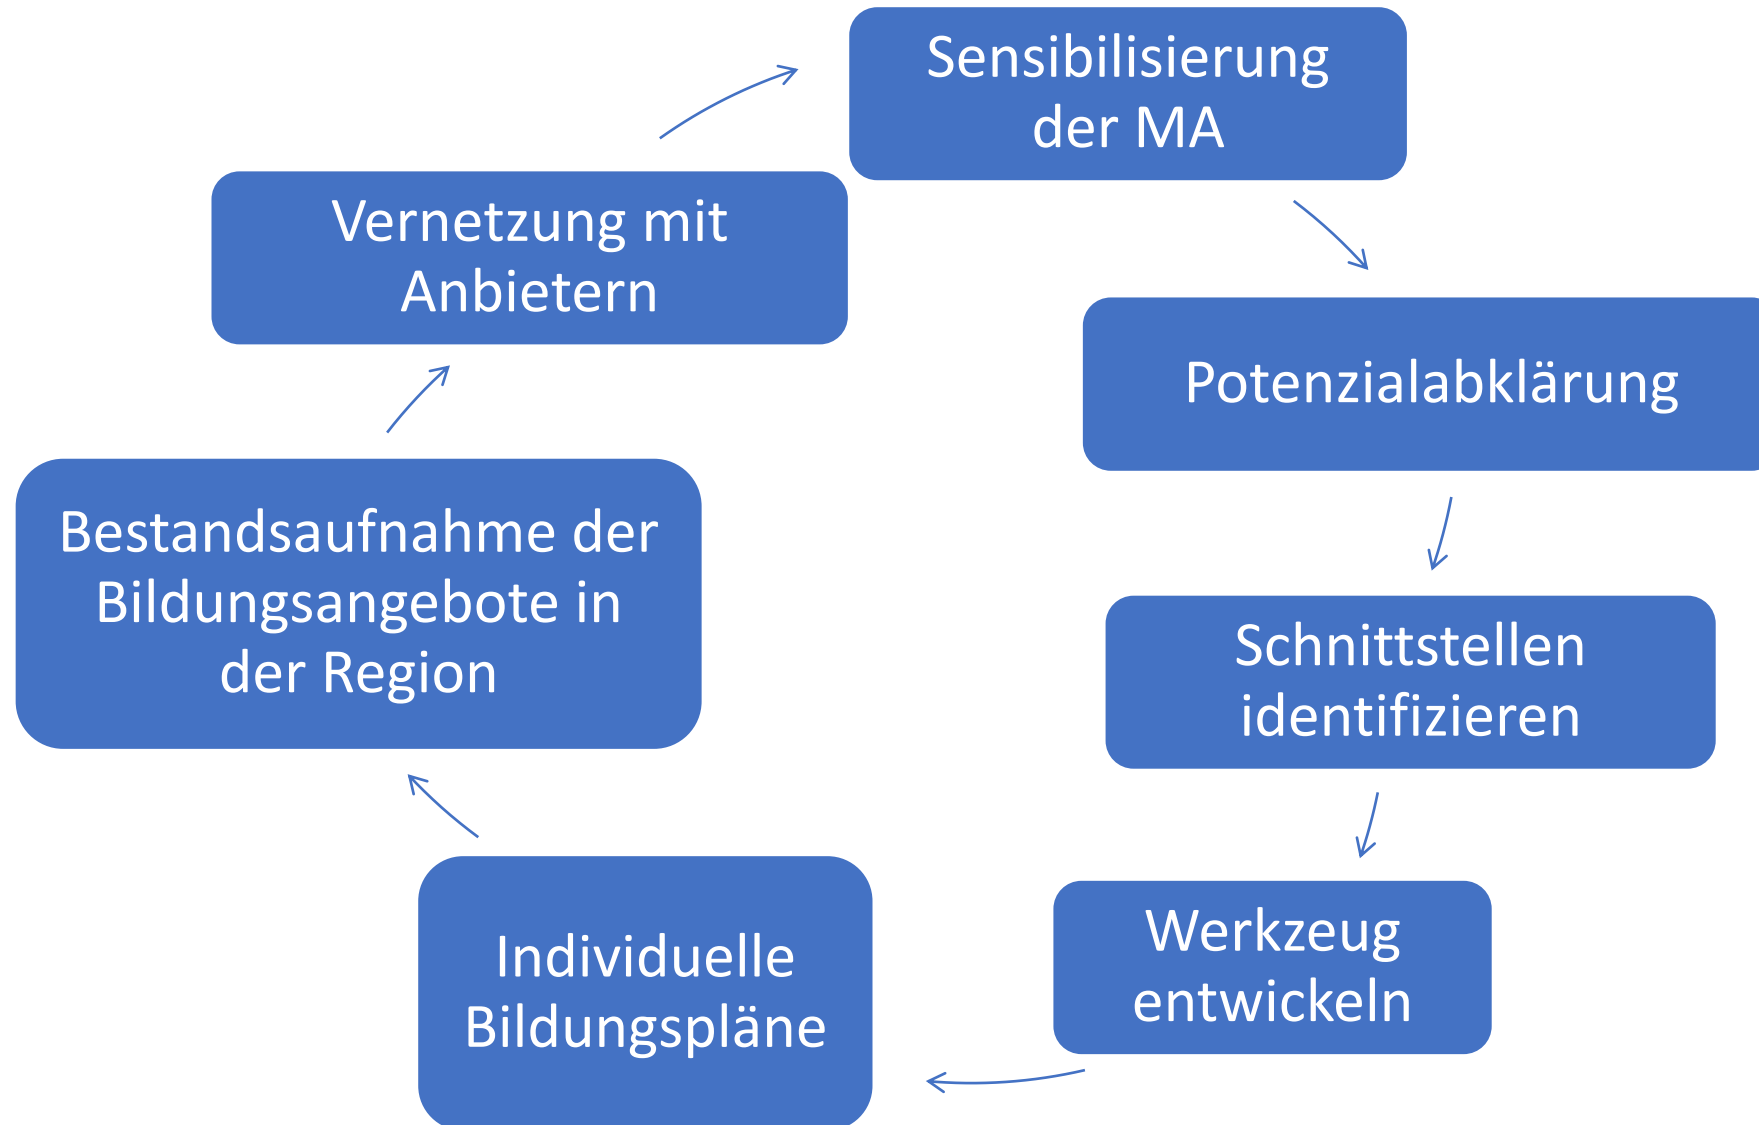 Sensibilisierung
der MA
Potenzialabklärung
Schnittstellen
identifizieren
Werkzeug
entwickeln
Individuelle
Bildungspläne
Bestandsaufnahme der
Bildungsangebote in
der Region
Vernetzung mit
Anbietern